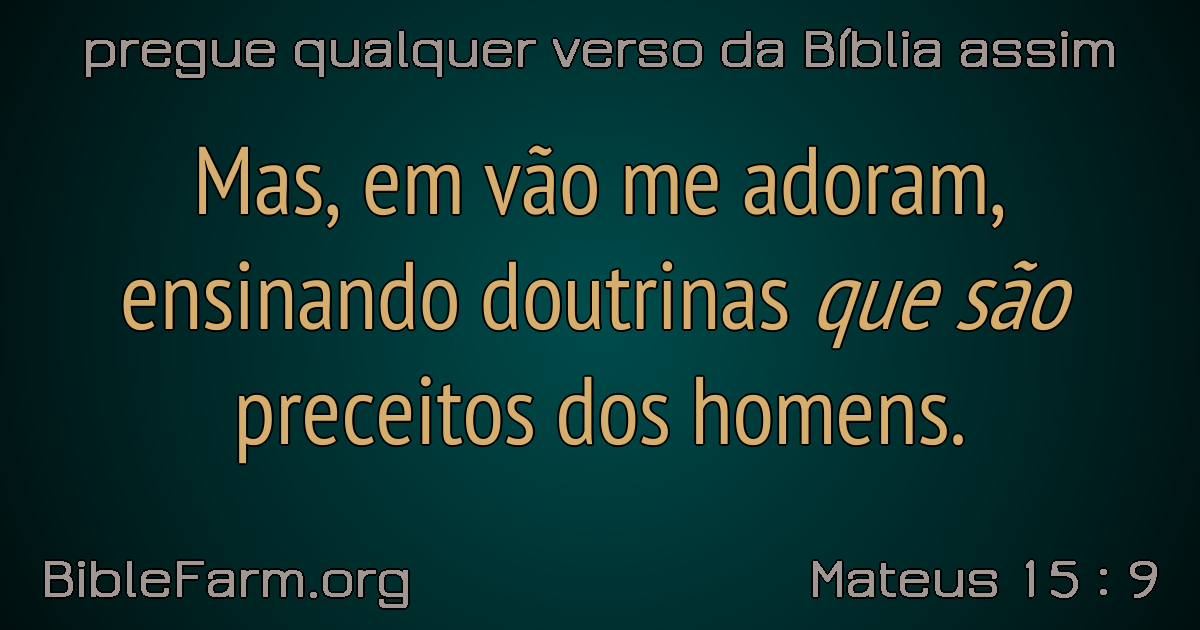 pregue qualquer verso da Bíblia assim
Mas, em vão me adoram,
ensinando doutrinas que são
preceitos dos homens.
BibleFarm.org
Mateus 15 : 9